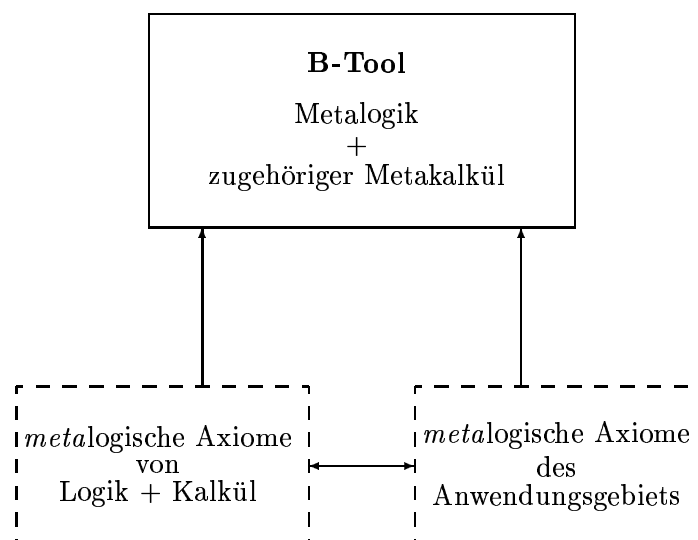 B-Tool
Metalogik
+
zugehöriger Metakalkül
metalogische Axiome
von
Logik + Kalkül
metalogische Axiome
des
Anwendungsgebiets